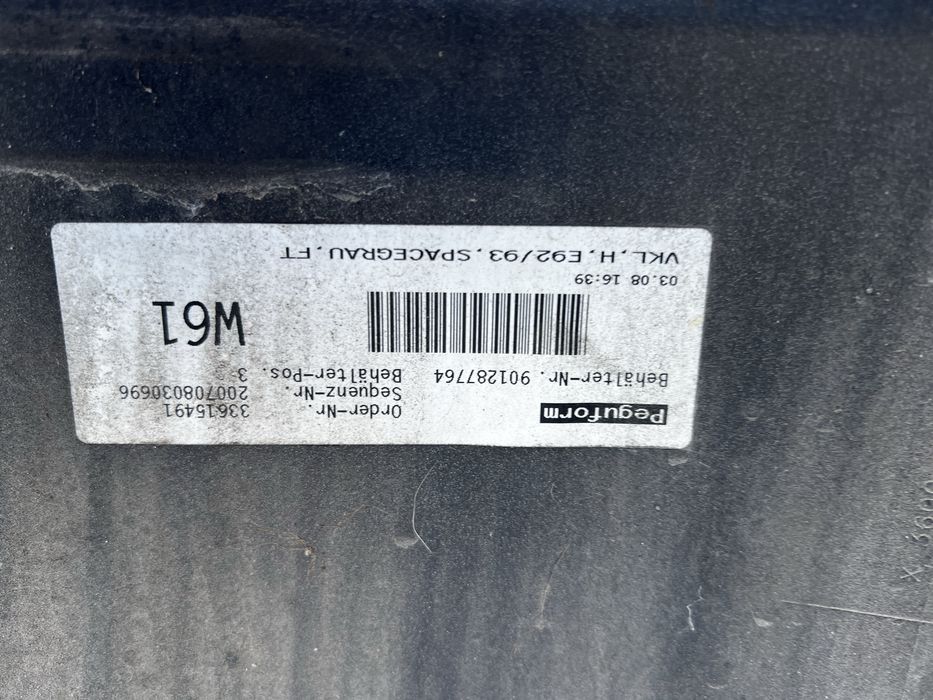 Peguform Order-Nr. 33615491
Sequenz-Nr. 200708030696
Behälter-Nr. 901287764 Behälter-Pos. 3
W61
03.08 16:39
VKL,H,E92/93,SPACEGRAU,FT